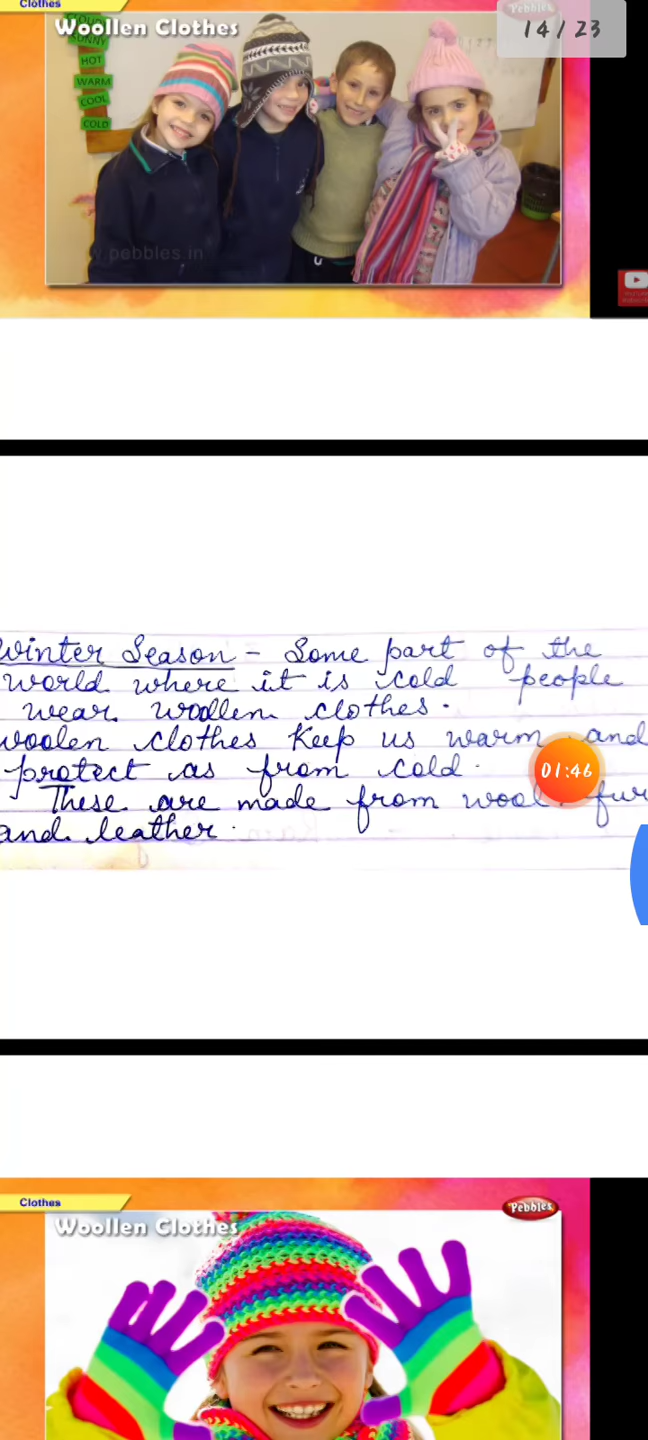 Clothes
Woollen Clothes
Pebbles
14 / 23
CLOUDY
SUNNY
HOT
WARM
COOL
COLD
w.pebbles.in
winter Season - Some part of the
world where it is cold people
wear woollen clothes.
woolen clothes keep us warm and
protect as from cold.
01:46
These are made from wool fur
and leather.
Clothes
Pebbles
Woollen Clothes